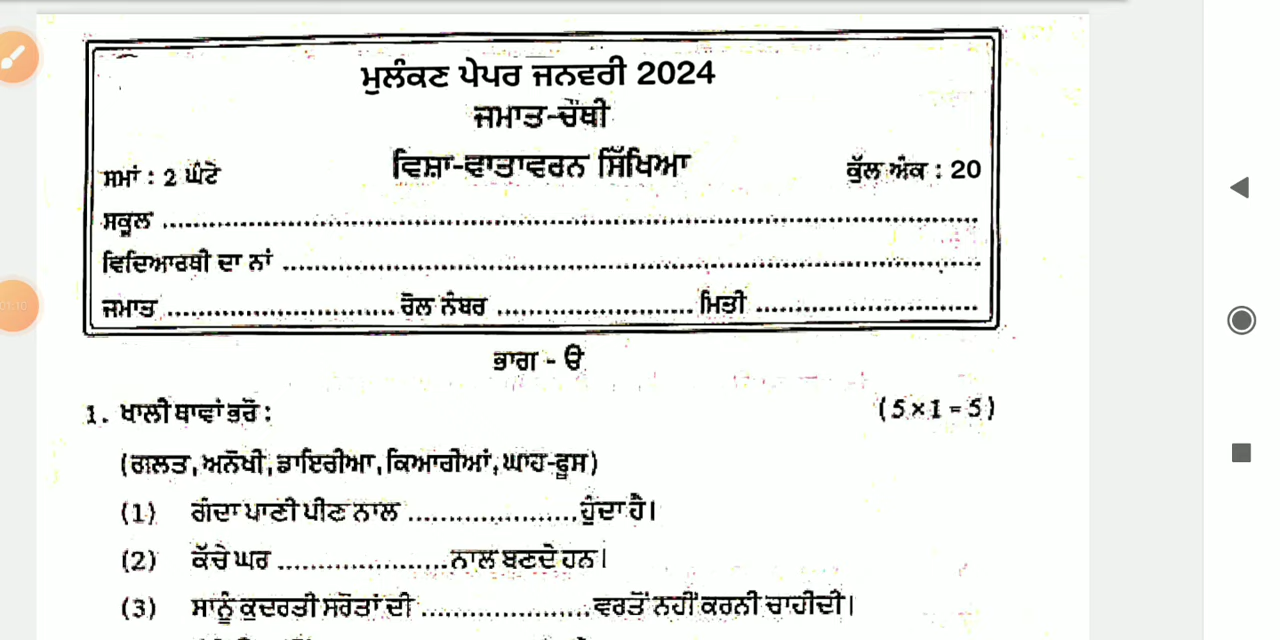 ਮੁਲੰਕਣ ਪੇਪਰ ਜਨਵਰੀ 2024
ਜਮਾਤ-ਚੌਥੀ
ਸਮਾਂ : 2 ਘੰਟੇ ਵਿਸ਼ਾ-ਵਾਤਾਵਰਨ ਸਿੱਖਿਆ ਕੁੱਲ ਅੰਕ : 20
ਸਕੂਲ ........................................
ਵਿਦਿਆਰਥੀ ਦਾ ਨਾਂ ........................................
ਜਮਾਤ .............................. ਰੋਲ ਨੰਬਰ .......................... ਮਿਤੀ ..............................
ਭਾਗ - ੳ
1. ਖਾਲੀ ਥਾਵਾਂ ਭਰੋ : (5×1=5)
(ਗਲਤ, ਅਨੋਖੀ, ਡਾਇਰੀਆ, ਕਿਆਰੀਆਂ, ਘਾਹ-ਫੂਸ)
(1) ਗੰਦਾ ਪਾਣੀ ਪੀਣ ਨਾਲ ..................... ਹੁੰਦਾ ਹੈ।
(2) ਕੱਚੇ ਘਰ ..................... ਨਾਲ ਬਣਦੇ ਹਨ।
(3) ਸਾਨੂੰ ਕੁਦਰਤੀ ਸਰੋਤਾਂ ਦੀ ..................... ਵਰਤੋਂ ਨਹੀਂ ਕਰਨੀ ਚਾਹੀਦੀ।